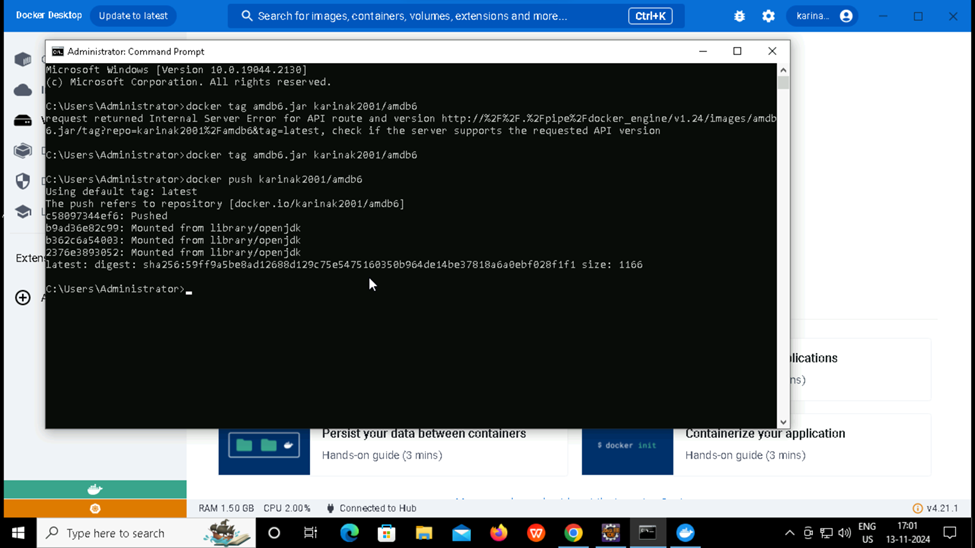 Docker Desktop Update to latest Search for images, containers, volumes, extensions and more... Ctrl+K karina...
Administrator: Command Prompt
Microsoft Windows [Version 10.0.19044.2130]
(c) Microsoft Corporation. All rights reserved.
C:\Users\Administrator>docker tag amdb6.jar karinak2001/amdb6
request returned Internal Server Error for API route and version http://%2F%2F.%2Fpipe%2Fdocker_engine/v1.24/images/amdb
6.jar/tag?repo=karinak2001%2Famdb6&tag=latest, check if the server supports the requested API version
C:\Users\Administrator>docker tag amdb6.jar karinak2001/amdb6
C:\Users\Administrator>docker push karinak2001/amdb6
Using default tag: latest
The push refers to repository [docker.io/karinak2001/amdb6]
c58097344ef6: Pushed
b9ad36e82c99: Mounted from library/openjdk
b362c6a54003: Mounted from library/openjdk
2376e3893052: Mounted from library/openjdk
latest: digest: sha256:59ff9a5be8ad12688d129c75e5475160350b964de14be37818a6a0ebf028f1f1 size: 1166
C:\Users\Administrator>
Exten
plications
ns)
Persist your data between containers
Hands-on guide (3 mins)
$ docker init
Containerize your application
Hands-on guide (3 mins)
RAM 1.50 GB CPU 2.00% Connected to Hub v4.21.1
Type here to search
ENG
US
17:01
13-11-2024